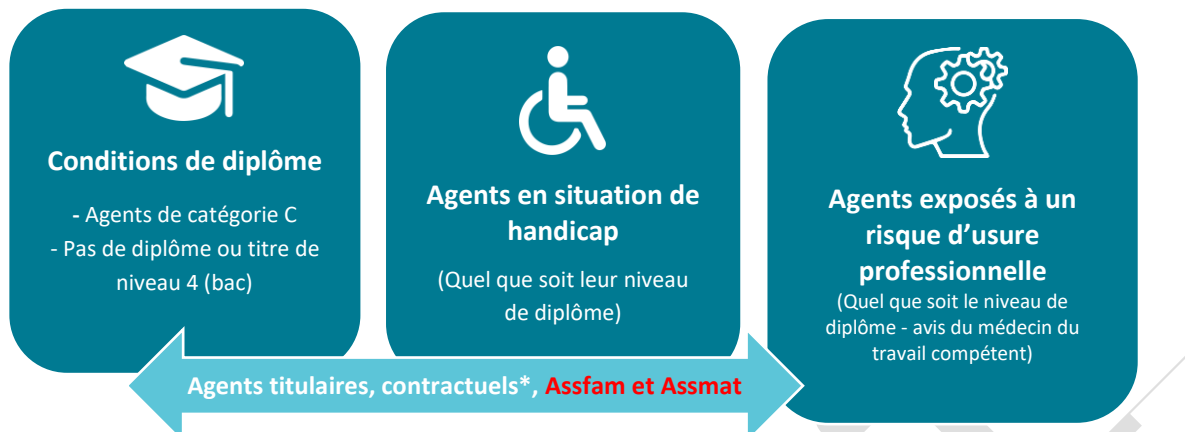 Conditions de diplôme
- Agents de catégorie C
- Pas de diplôme ou titre de
niveau 4 (bac)
Agents en situation de
handicap
(Quel que soit leur niveau
de diplôme)
Agents exposés à un
risque d’usure
professionnelle
(Quel que soit le niveau de
diplôme - avis du médecin du
travail compétent)
Agents titulaires, contractuels*, Assfam et Assmat